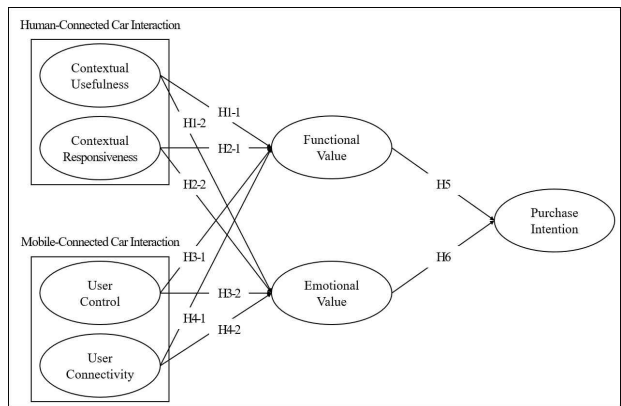 Human-Connected Car Interaction
Contextual
Usefulness
H1-1
H1-2
Contextual
Responsiveness
H2-1
H2-2
Functional
Value
H5
Purchase
Intention
Mobile-Connected Car Interaction
H3-1
User
Control
H3-2
Emotional
Value
H6
H4-1
H4-2
User
Connectivity